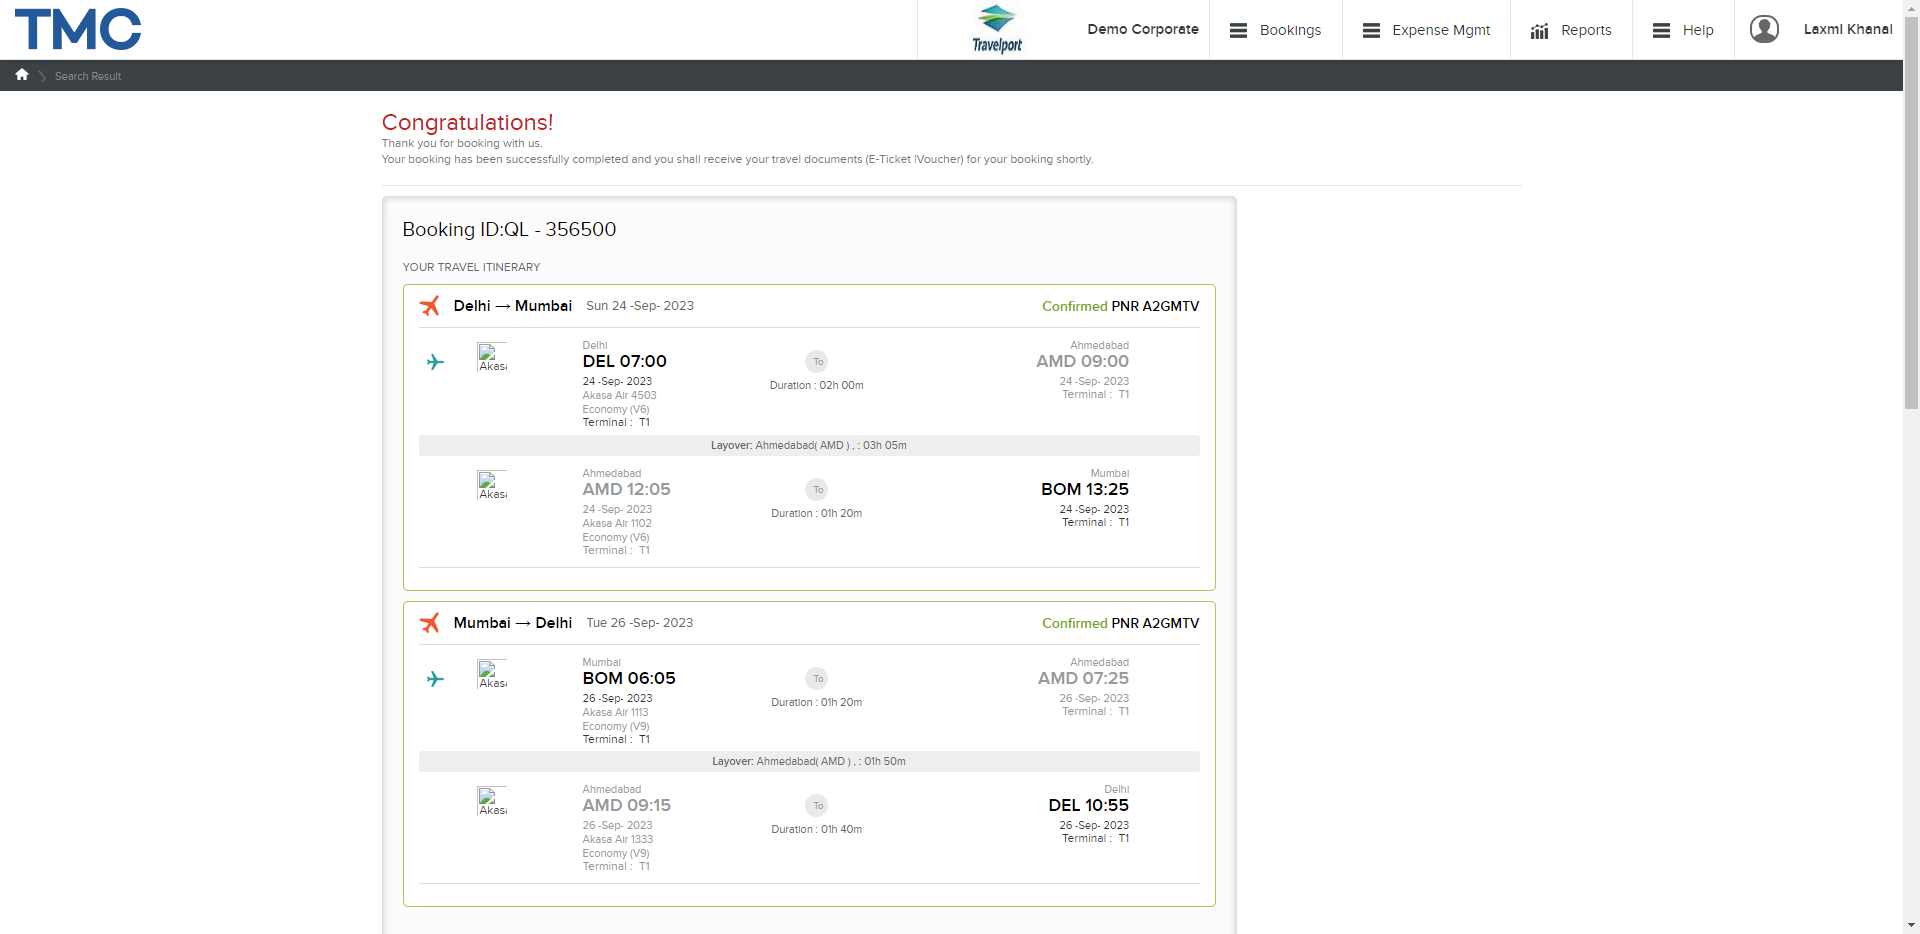 TMC
Travelport
Demo Corporate
Bookings
Expense Mgmt
Reports
Help
Laxmi Khanal
Search Result
Congratulations!
Thank you for booking with us.
Your booking has been successfully completed and you shall receive your travel documents (E-Ticket |Voucher) for your booking shortly.
Booking ID:QL - 356500
YOUR TRAVEL ITINERARY
Delhi → Mumbai Sun 24 -Sep- 2023 Confirmed PNR A2GMTV
Akasa
Delhi
DEL 07:00
24 -Sep- 2023
Akasa Air 4503
Economy (V6)
Terminal : T1
To
Duration : 02h 00m
Ahmedabad
AMD 09:00
24 -Sep- 2023
Terminal : T1
Layover: Ahmedabad( AMD ) , : 03h 05m
Akasa
Ahmedabad
AMD 12:05
24 -Sep- 2023
Akasa Air 1102
Economy (V6)
Terminal : T1
To
Duration : 01h 20m
Mumbai
BOM 13:25
24 -Sep- 2023
Terminal : T1
Mumbai → Delhi Tue 26 -Sep- 2023 Confirmed PNR A2GMTV
Akasa
Mumbai
BOM 06:05
26 -Sep- 2023
Akasa Air 1113
Economy (V9)
Terminal : T1
To
Duration : 01h 20m
Ahmedabad
AMD 07:25
26 -Sep- 2023
Terminal : T1
Layover: Ahmedabad( AMD ) , : 01h 50m
Akasa
Ahmedabad
AMD 09:15
26 -Sep- 2023
Akasa Air 1333
Economy (V9)
Terminal : T1
To
Duration : 01h 40m
Delhi
DEL 10:55
26 -Sep- 2023
Terminal : T1